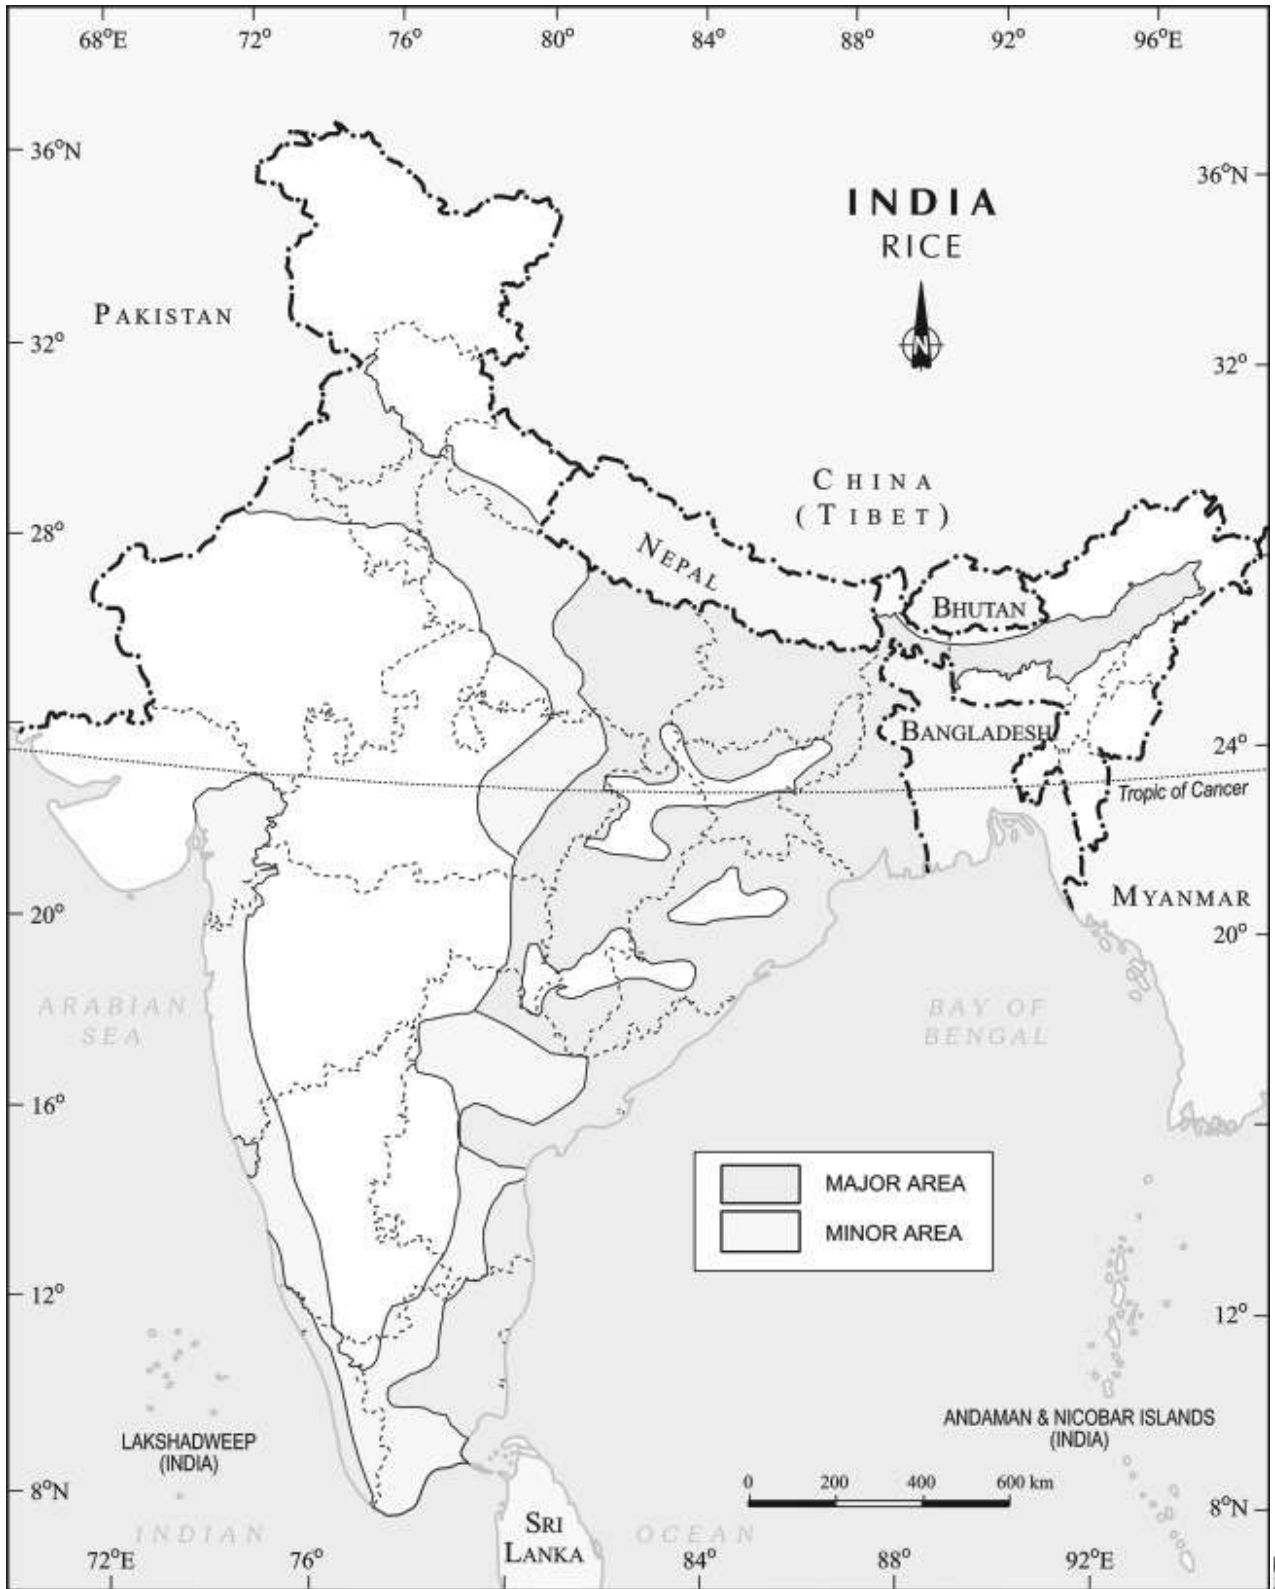 68°E 72° 76° 80° 84° 88° 92° 96°E
36°N
36°N
INDIA
RICE
N
PAKISTAN
32°
32°
CHINA
(TIBET)
28°
NEPAL
BHUTAN
BANGLADESH
24°
Tropic of Cancer
MYANMAR
20°
20°
ARABIAN
SEA
BAY OF
BENGAL
16°
MAJOR AREA
MINOR AREA
12°
12°
LAKSHADWEEP
(INDIA)
ANDAMAN & NICOBAR ISLANDS
(INDIA)
0 200 400 600 km
8°N
8°N
INDIAN OCEAN
SRI
LANKA
72°E 76° 84° 88° 92°E